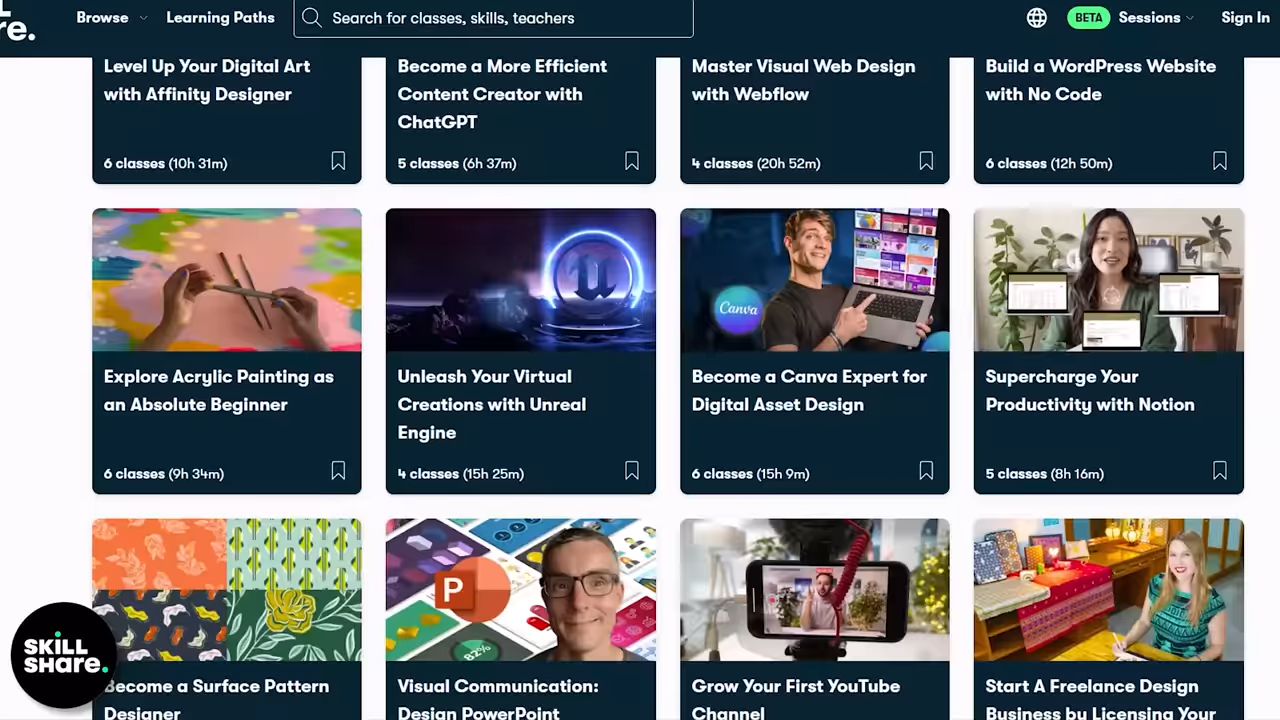 re.
Browse
Learning Paths
Search for classes, skills, teachers
BETA
Sessions
Sign In
Level Up Your Digital Art
with Affinity Designer
6 classes (10h 31m)
Become a More Efficient
Content Creator with
ChatGPT
5 classes (6h 37m)
Master Visual Web Design
with Webflow
4 classes (20h 52m)
Build a WordPress Website
with No Code
6 classes (12h 50m)
Explore Acrylic Painting as
an Absolute Beginner
6 classes (9h 34m)
Unleash Your Virtual
Creations with Unreal
Engine
4 classes (15h 25m)
Canva
Become a Canva Expert for
Digital Asset Design
6 classes (15h 9m)
Supercharge Your
Productivity with Notion
5 classes (8h 16m)
Become a Surface Pattern
Designer
P
82%
Visual Communication:
Design PowerPoint
Grow Your First YouTube
Channel
Start A Freelance Design
Business by Licensing Your
SKILL
SHARE.